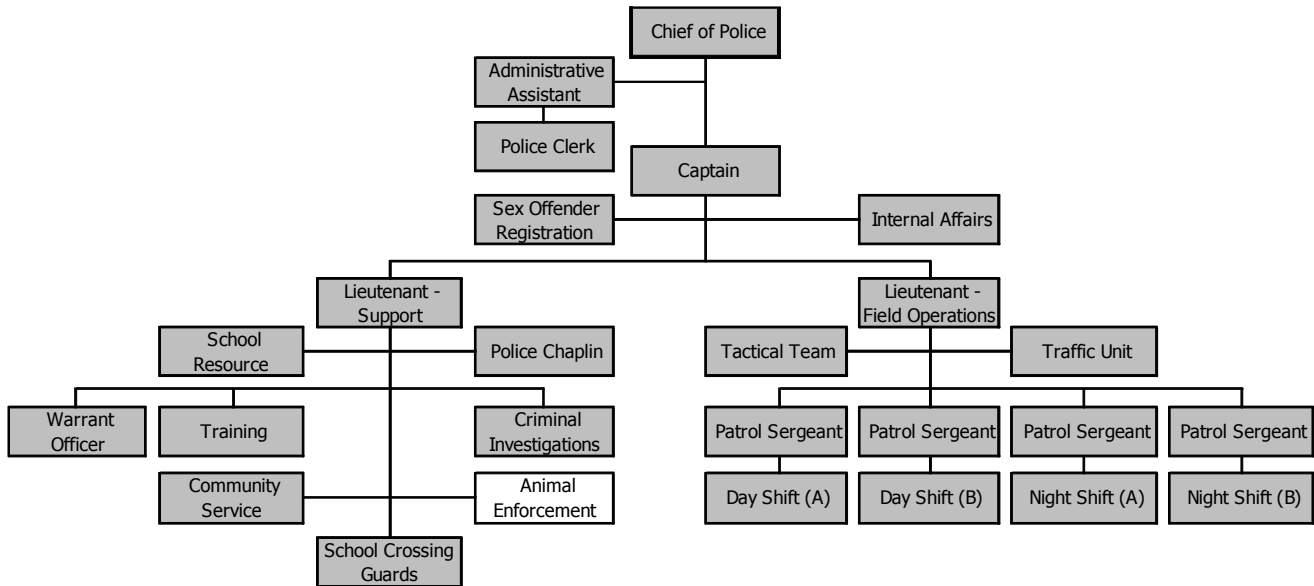 Chief of Police
Administrative
Assistant
Police Clerk
Captain
Sex Offender
Registration
Internal Affairs
Lieutenant -
Support
Lieutenant -
Field Operations
School
Resource
Police Chaplin
Tactical Team
Traffic Unit
Warrant
Officer
Training
Criminal
Investigations
Patrol Sergeant
Patrol Sergeant
Patrol Sergeant
Patrol Sergeant
Community
Service
Animal
Enforcement
Day Shift (A)
Day Shift (B)
Night Shift (A)
Night Shift (B)
School Crossing
Guards